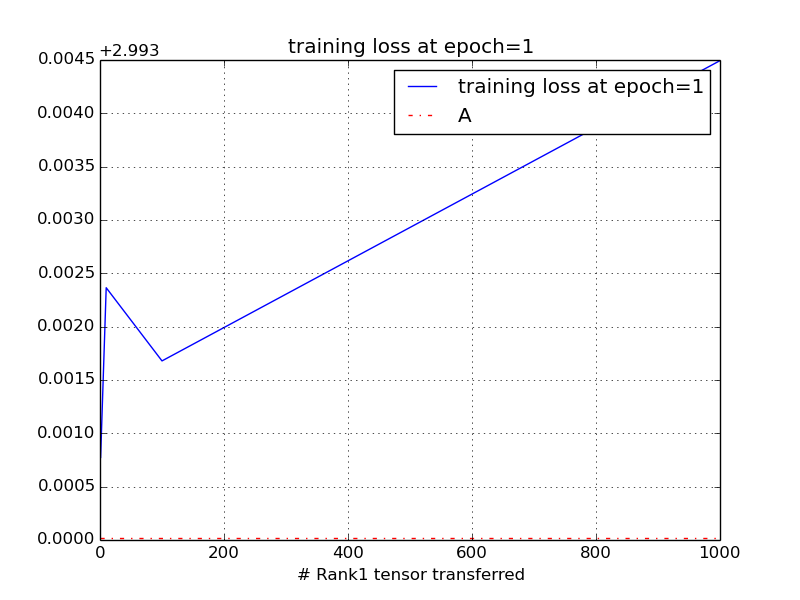 training loss at epoch=1
+2.993
0.0045
0.0040
0.0035
0.0030
0.0025
0.0020
0.0015
0.0010
0.0005
0.0000
training loss at epoch=1
A
0 200 400 600 800 1000
# Rank1 tensor transferred